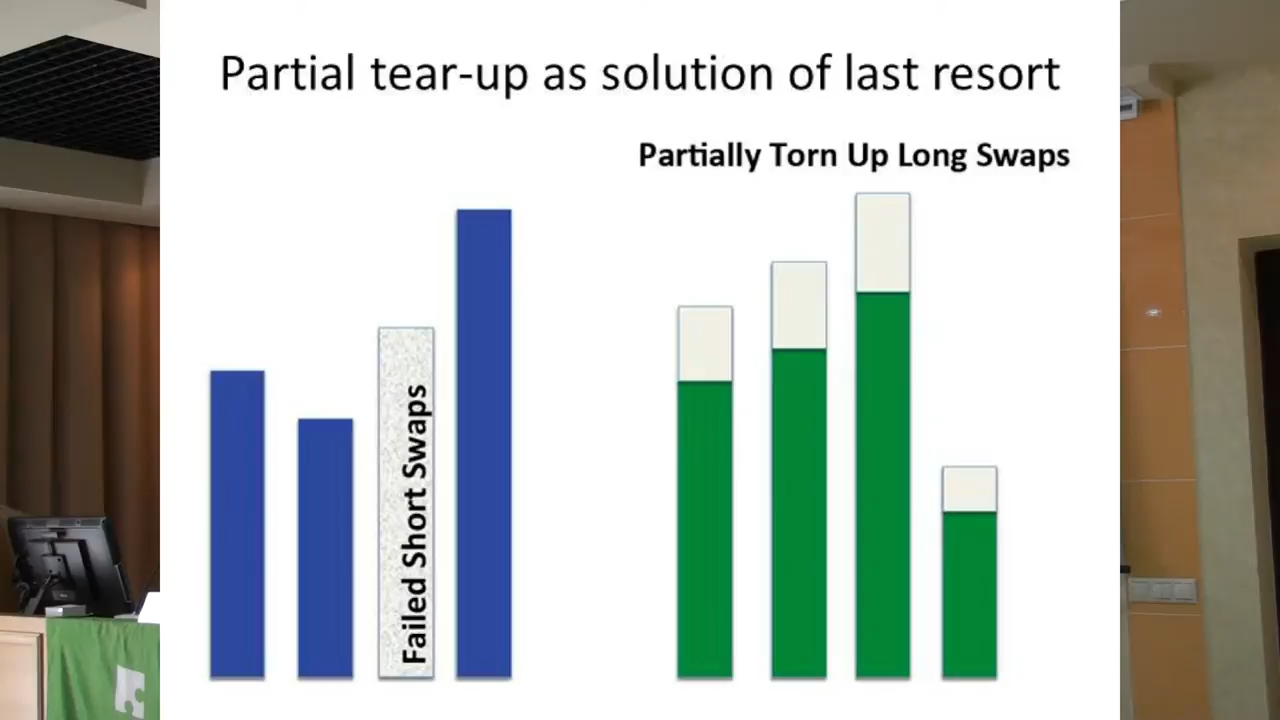 Partial tear-up as solution of last resort
Partially Torn Up Long Swaps
Failed Short Swaps